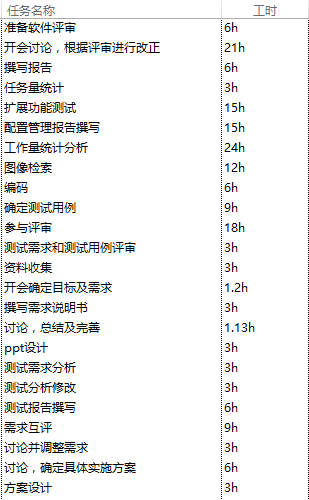 任务名称 工时
准备软件评审 6h
开会讨论，根据评审进行改正 21h
撰写报告 6h
任务量统计 3h
扩展功能测试 15h
配置管理报告撰写 15h
工作量统计分析 24h
图像检索 12h
编码 6h
确定测试用例 9h
参与评审 18h
测试需求和测试用例评审 3h
资料收集 3h
开会确定目标及需求 1.2h
撰写需求说明书 3h
讨论，总结及完善 1.13h
ppt设计 3h
测试需求分析 3h
测试分析修改 3h
测试报告撰写 6h
需求互评 9h
讨论并调整需求 3h
讨论，确定具体实施方案 6h
方案设计 3h